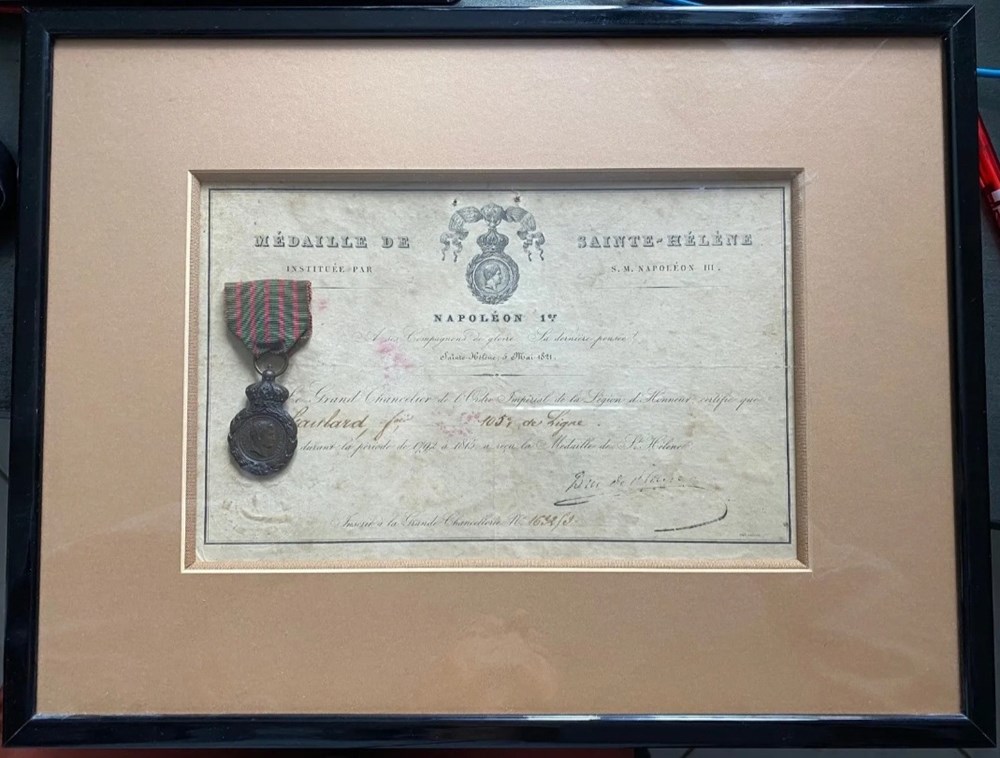 MÉDAILLE DE SAINTE-HÉLÈNE
INSTITUÉE PAR S. M. NAPOLÉON III.
NAPOLÉON 1er
A ses Compagnons de gloire. Sa dernière pensée!
Sainte-Hélène 5 Mai 1821.
Le Grand Chancelier de l'Ordre Impérial de la Légion d'Honneur certifie que
105e de Ligne.
durant la période de 1792 à 1815, a reçu la Médaille de Ste Hélène.
Inscrit à la Grande Chancellerie No